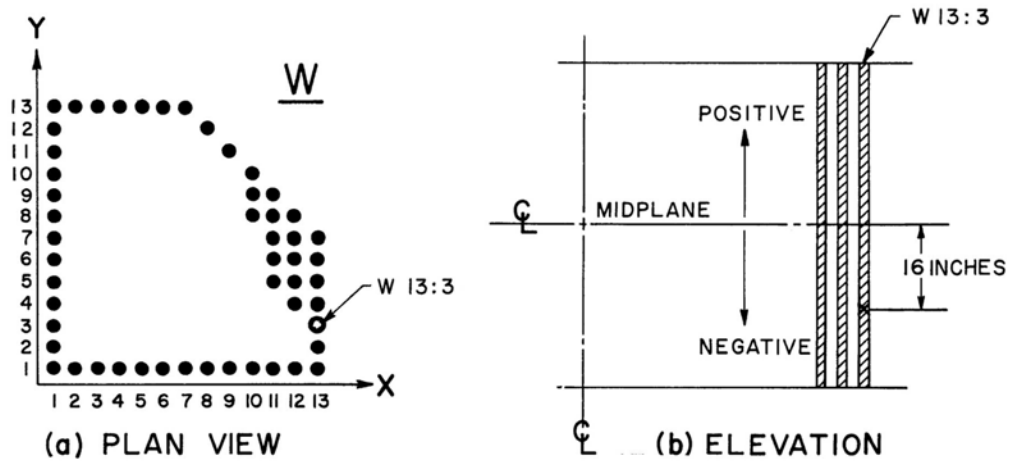 Y
W
13
12
11
10
9
8
7
6
5
4
3
2
1
W 13:3
1 2 3 4 5 6 7 8 9 10 11 12 13
X
(a) PLAN VIEW
W 13:3
POSITIVE
℄ MIDPLANE
16 INCHES
NEGATIVE
℄
(b) ELEVATION